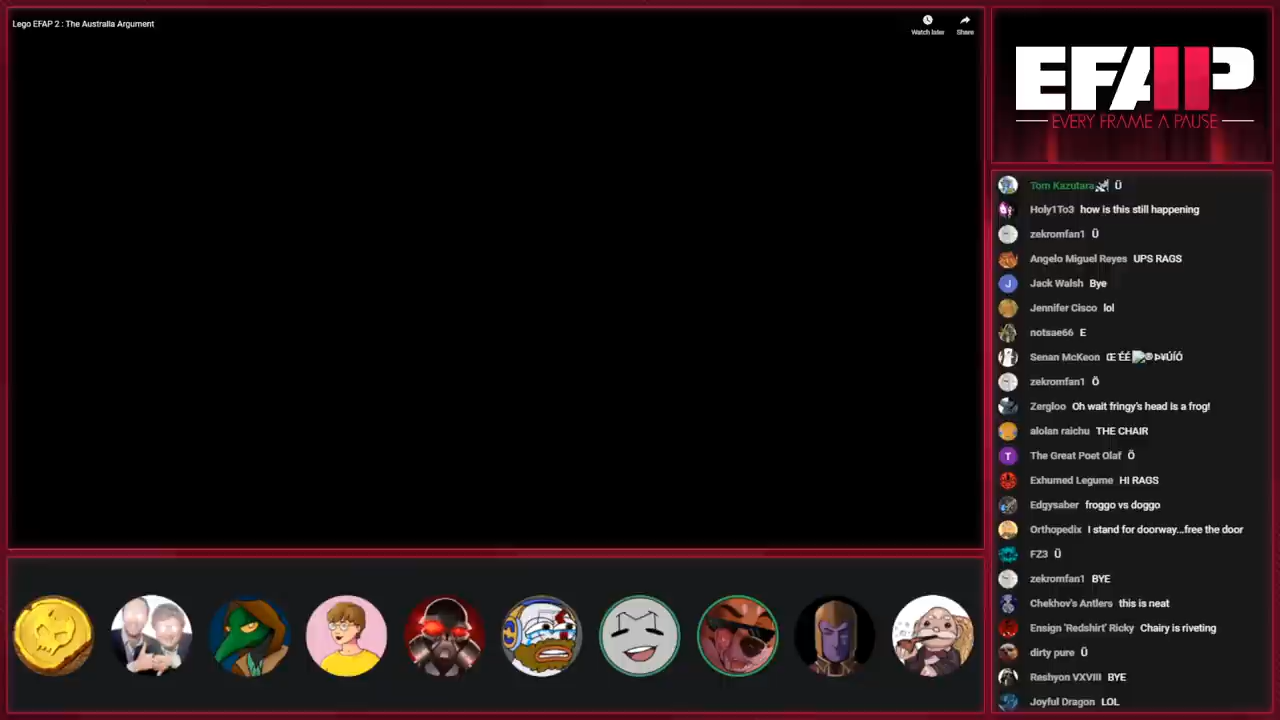 Lego EFAP 2 : The Australia Argument
Watch later
Share
EFAP
EVERY FRAME A PAUSE
Tom Kazutara Ü
Holy1To3 how is this still happening
zekromfan1 Ü
Angelo Miguel Reyes UPS RAGS
J
Jack Walsh Bye
Jennifer Cisco lol
notsae66 E
Senan McKeon
zekromfan1 Ö
Zergloo Oh wait fringy's head is a frog!
alolan raichu THE CHAIR
T
The Great Poet Olaf Ö
Exhumed Legume HI RAGS
Edgysaber froggo vs doggo
Orthopedix I stand for doorway...free the door
FZ3 Ü
zekromfan1 BYE
Chekhov's Antlers this is neat
Ensign 'Redshirt' Ricky Chairy is riveting
dirty pure Ü
Reshyon VXVIII BYE
Joyful Dragon LOL